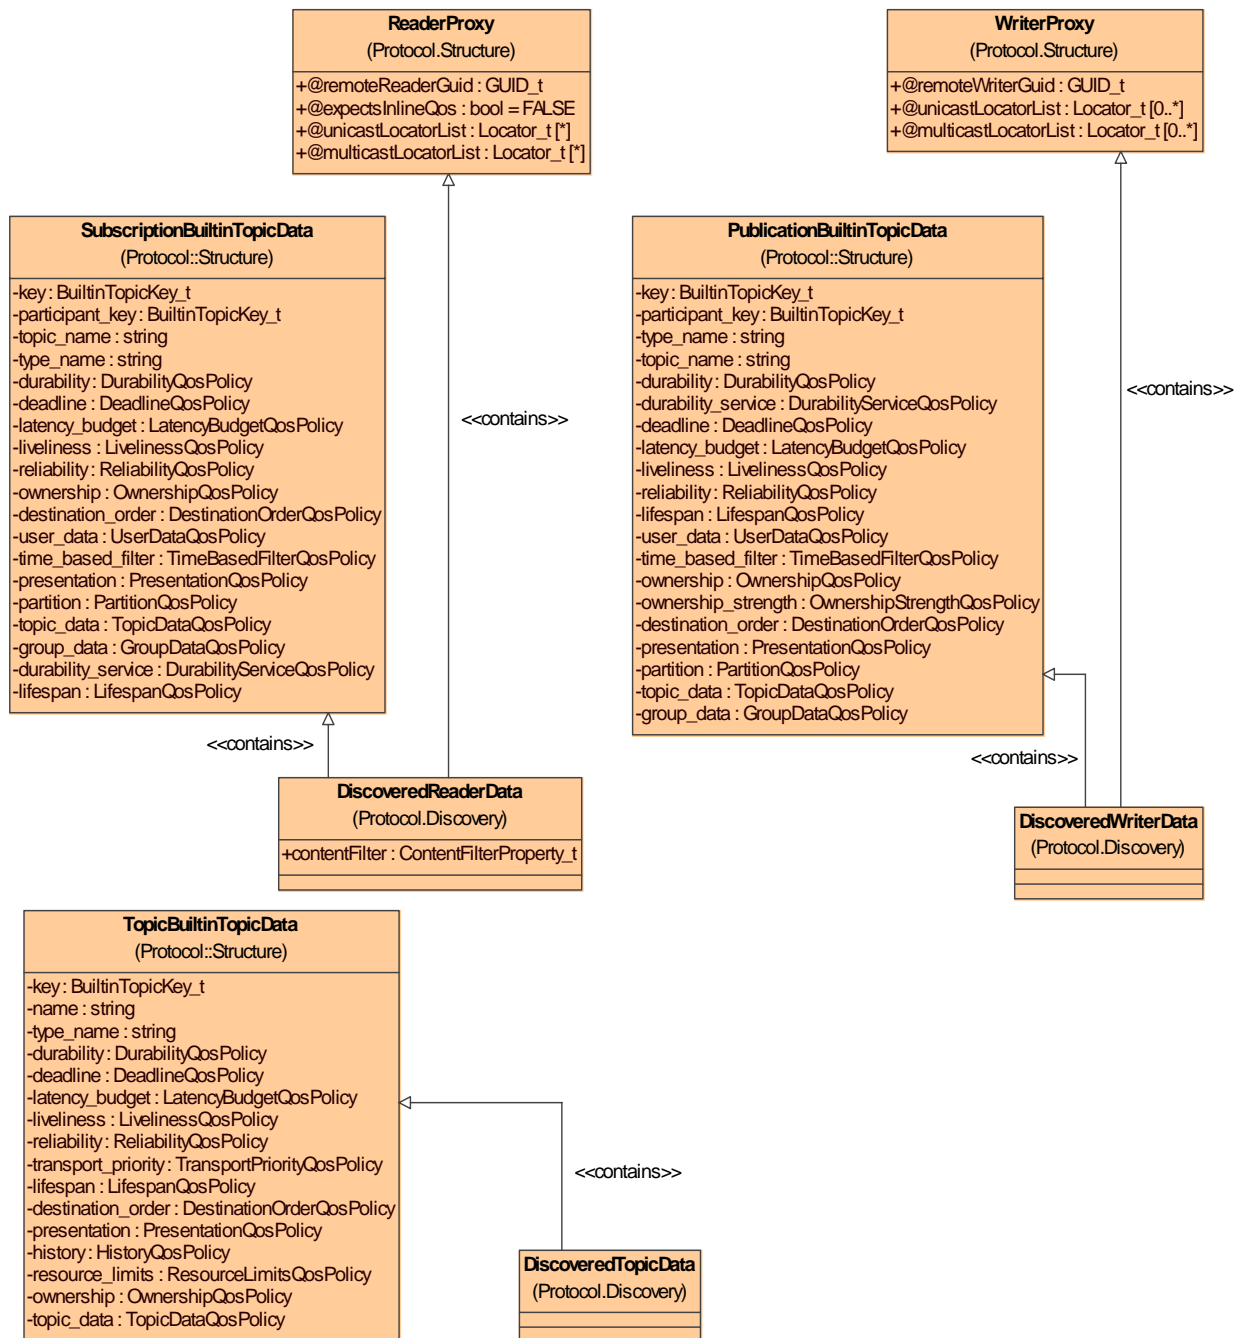 ReaderProxy
(Protocol.Structure)
+@remoteReaderGuid : GUID_t
+@expectsInlineQos : bool = FALSE
+@unicastLocatorList : Locator_t [*]
+@multicastLocatorList : Locator_t [*]
WriterProxy
(Protocol.Structure)
+@remoteWriterGuid : GUID_t
+@unicastLocatorList : Locator_t [0..*]
+@multicastLocatorList : Locator_t [0..*]
SubscriptionBuiltinTopicData
(Protocol::Structure)
-key : BuiltinTopicKey_t
-participant_key : BuiltinTopicKey_t
-topic_name : string
-type_name : string
-durability : DurabilityQosPolicy
-deadline : DeadlineQosPolicy
-latency_budget : LatencyBudgetQosPolicy
-liveliness : LivelinessQosPolicy
-reliability : ReliabilityQosPolicy
-ownership : OwnershipQosPolicy
-destination_order : DestinationOrderQosPolicy
-user_data : UserDataQosPolicy
-time_based_filter : TimeBasedFilterQosPolicy
-presentation : PresentationQosPolicy
-partition : PartitionQosPolicy
-topic_data : TopicDataQosPolicy
-group_data : GroupDataQosPolicy
-durability_service : DurabilityServiceQosPolicy
-lifespan : LifespanQosPolicy
<<contains>>
PublicationBuiltinTopicData
(Protocol::Structure)
-key : BuiltinTopicKey_t
-participant_key : BuiltinTopicKey_t
-type_name : string
-topic_name : string
-durability : DurabilityQosPolicy
-durability_service : DurabilityServiceQosPolicy
-deadline : DeadlineQosPolicy
-latency_budget : LatencyBudgetQosPolicy
-liveliness : LivelinessQosPolicy
-reliability : ReliabilityQosPolicy
-lifespan : LifespanQosPolicy
-user_data : UserDataQosPolicy
-time_based_filter : TimeBasedFilterQosPolicy
-ownership : OwnershipQosPolicy
-ownership_strength : OwnershipStrengthQosPolicy
-destination_order : DestinationOrderQosPolicy
-presentation : PresentationQosPolicy
-partition : PartitionQosPolicy
-topic_data : TopicDataQosPolicy
-group_data : GroupDataQosPolicy
<<contains>>
<<contains>>
<<contains>>
DiscoveredReaderData
(Protocol.Discovery)
+contentFilter : ContentFilterProperty_t
DiscoveredWriterData
(Protocol.Discovery)
TopicBuiltinTopicData
(Protocol::Structure)
-key : BuiltinTopicKey_t
-name : string
-type_name : string
-durability : DurabilityQosPolicy
-deadline : DeadlineQosPolicy
-latency_budget : LatencyBudgetQosPolicy
-liveliness : LivelinessQosPolicy
-reliability : ReliabilityQosPolicy
-transport_priority : TransportPriorityQosPolicy
-lifespan : LifespanQosPolicy
-destination_order : DestinationOrderQosPolicy
-presentation : PresentationQosPolicy
-history : HistoryQosPolicy
-resource_limits : ResourceLimitsQosPolicy
-ownership : OwnershipQosPolicy
-topic_data : TopicDataQosPolicy
<<contains>>
DiscoveredTopicData
(Protocol.Discovery)